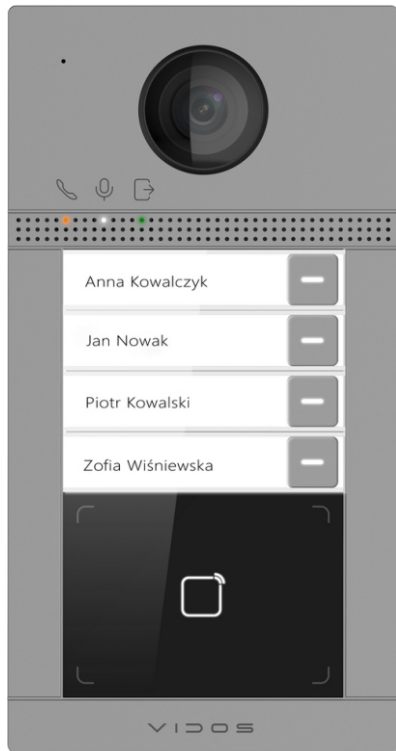 Anna Kowalczyk
Jan Nowak
Piotr Kowalski
Zofia Wiśniewska
VIDOS